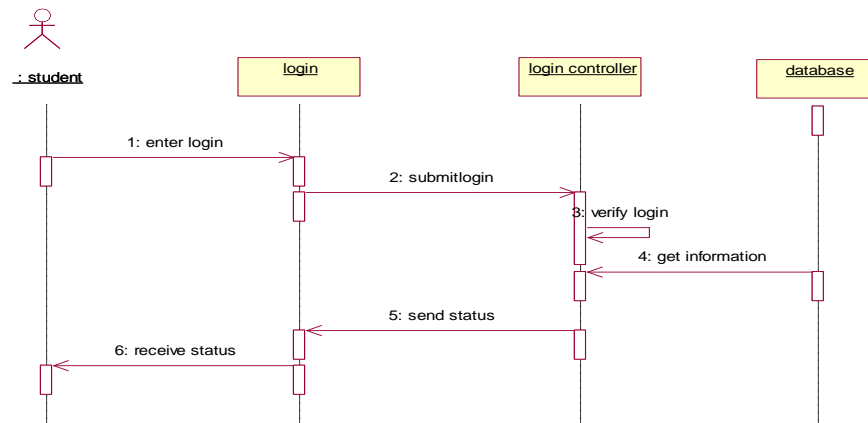 : student
login
login controller
database
1: enter login
2: submitlogin
3: verify login
4: get information
5: send status
6: receive status